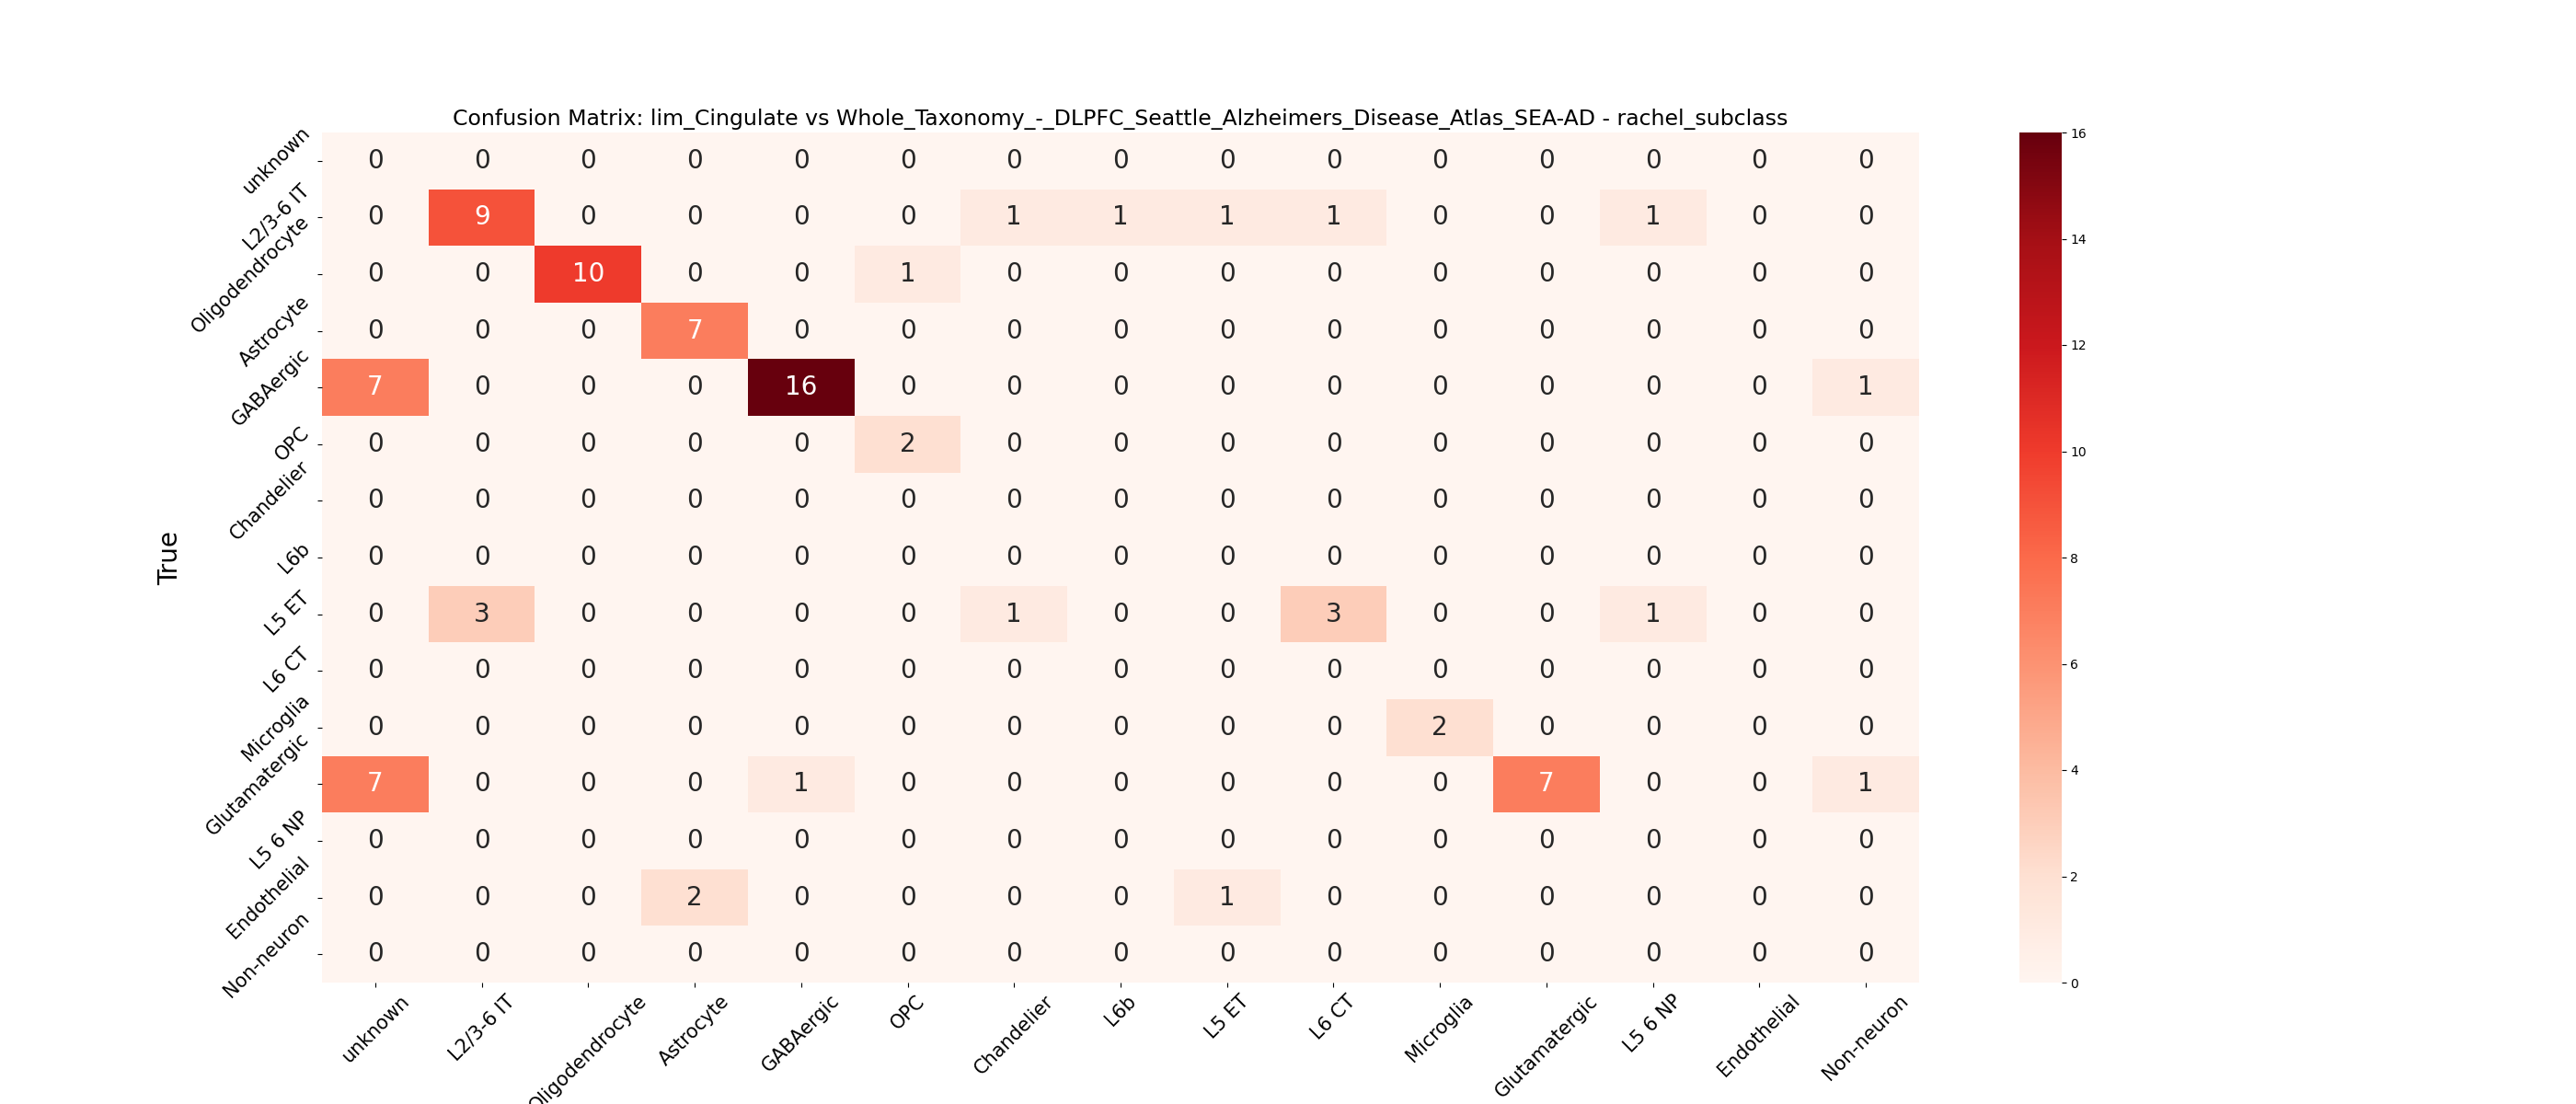 Confusion Matrix: lim_Cingulate vs Whole_Taxonomy_-_DLPFC_Seattle_Alzheimers_Disease_Atlas_SEA-AD - rachel_subclass
True
unknown 0 0 0 0 0 0 0 0 0 0 0 0 0 0 0
L2/3-6 IT 0 9 0 0 0 0 1 1 1 1 0 0 1 0 0
Oligodendrocyte 0 0 10 0 0 1 0 0 0 0 0 0 0 0 0
Astrocyte 0 0 0 7 0 0 0 0 0 0 0 0 0 0 0
GABAergic 7 0 0 0 16 0 0 0 0 0 0 0 0 0 1
OPC 0 0 0 0 0 2 0 0 0 0 0 0 0 0 0
Chandelier 0 0 0 0 0 0 0 0 0 0 0 0 0 0 0
L6b 0 0 0 0 0 0 0 0 0 0 0 0 0 0 0
L5 ET 0 3 0 0 0 0 1 0 0 3 0 0 1 0 0
L6 CT 0 0 0 0 0 0 0 0 0 0 0 0 0 0 0
Microglia 0 0 0 0 0 0 0 0 0 0 2 0 0 0 0
Glutamatergic 7 0 0 0 1 0 0 0 0 0 0 7 0 0 1
L5 6 NP 0 0 0 0 0 0 0 0 0 0 0 0 0 0 0
Endothelial 0 0 0 2 0 0 0 0 1 0 0 0 0 0 0
Non-neuron 0 0 0 0 0 0 0 0 0 0 0 0 0 0 0
unknown L2/3-6 IT Oligodendrocyte Astrocyte GABAergic OPC Chandelier L6b L5 ET L6 CT Microglia Glutamatergic L5 6 NP Endothelial Non-neuron
16
14
12
10
8
6
4
2
0